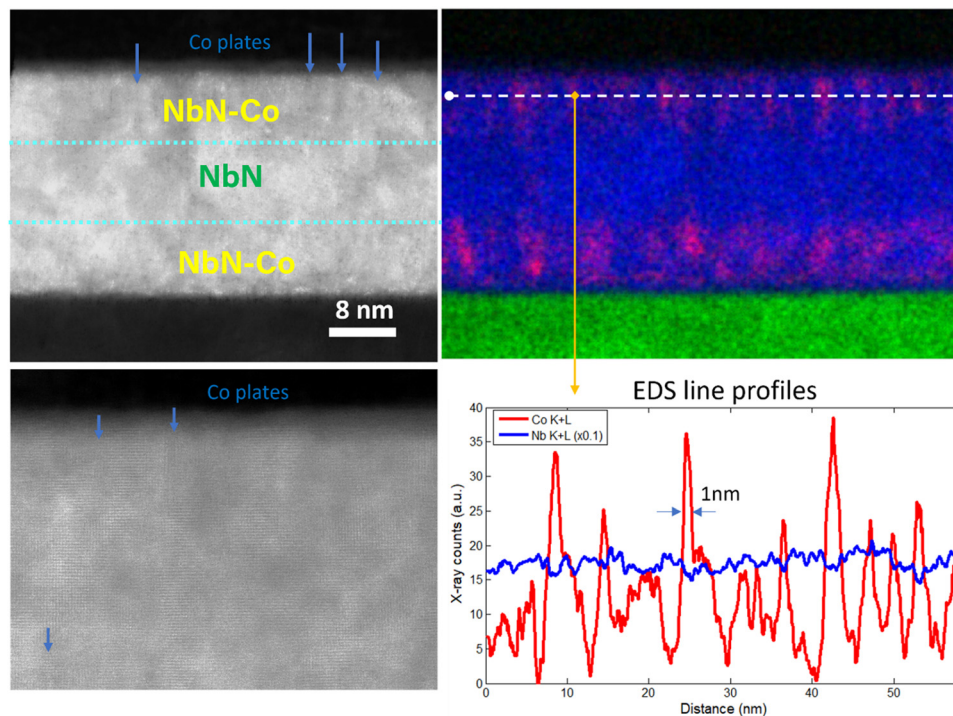 Co plates
NbN-Co
NbN
NbN-Co
8 nm
Co plates
EDS line profiles
Co K+L
Nb K+L (x0.1)
1nm
X-ray counts (a.u.)
40
35
30
25
20
15
10
5
0
0 10 20 30 40 50
Distance (nm)